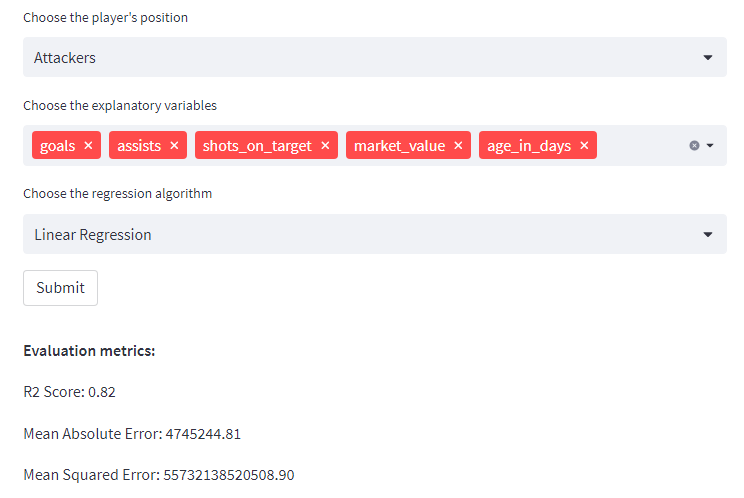 Choose the player's position
Attackers
Choose the explanatory variables
goals × assists × shots_on_target × market_value × age_in_days ×
Choose the regression algorithm
Linear Regression
Submit
Evaluation metrics:
R2 Score: 0.82
Mean Absolute Error: 4745244.81
Mean Squared Error: 55732138520508.90